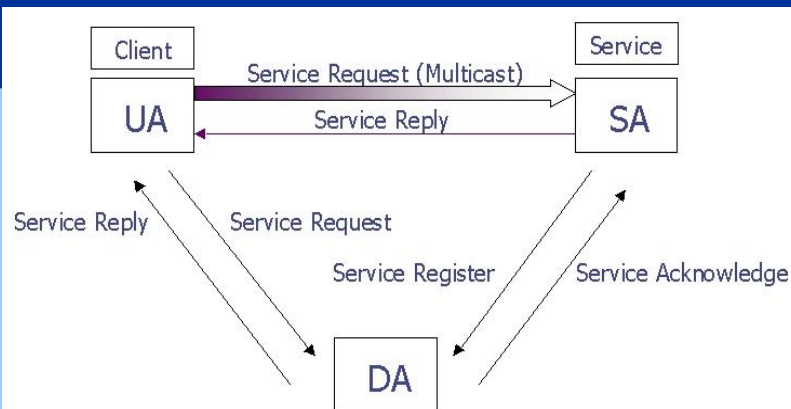 Client
Service
Service Request (Multicast)
UA
SA
Service Reply
Service Reply
Service Request
Service Register
Service Acknowledge
DA